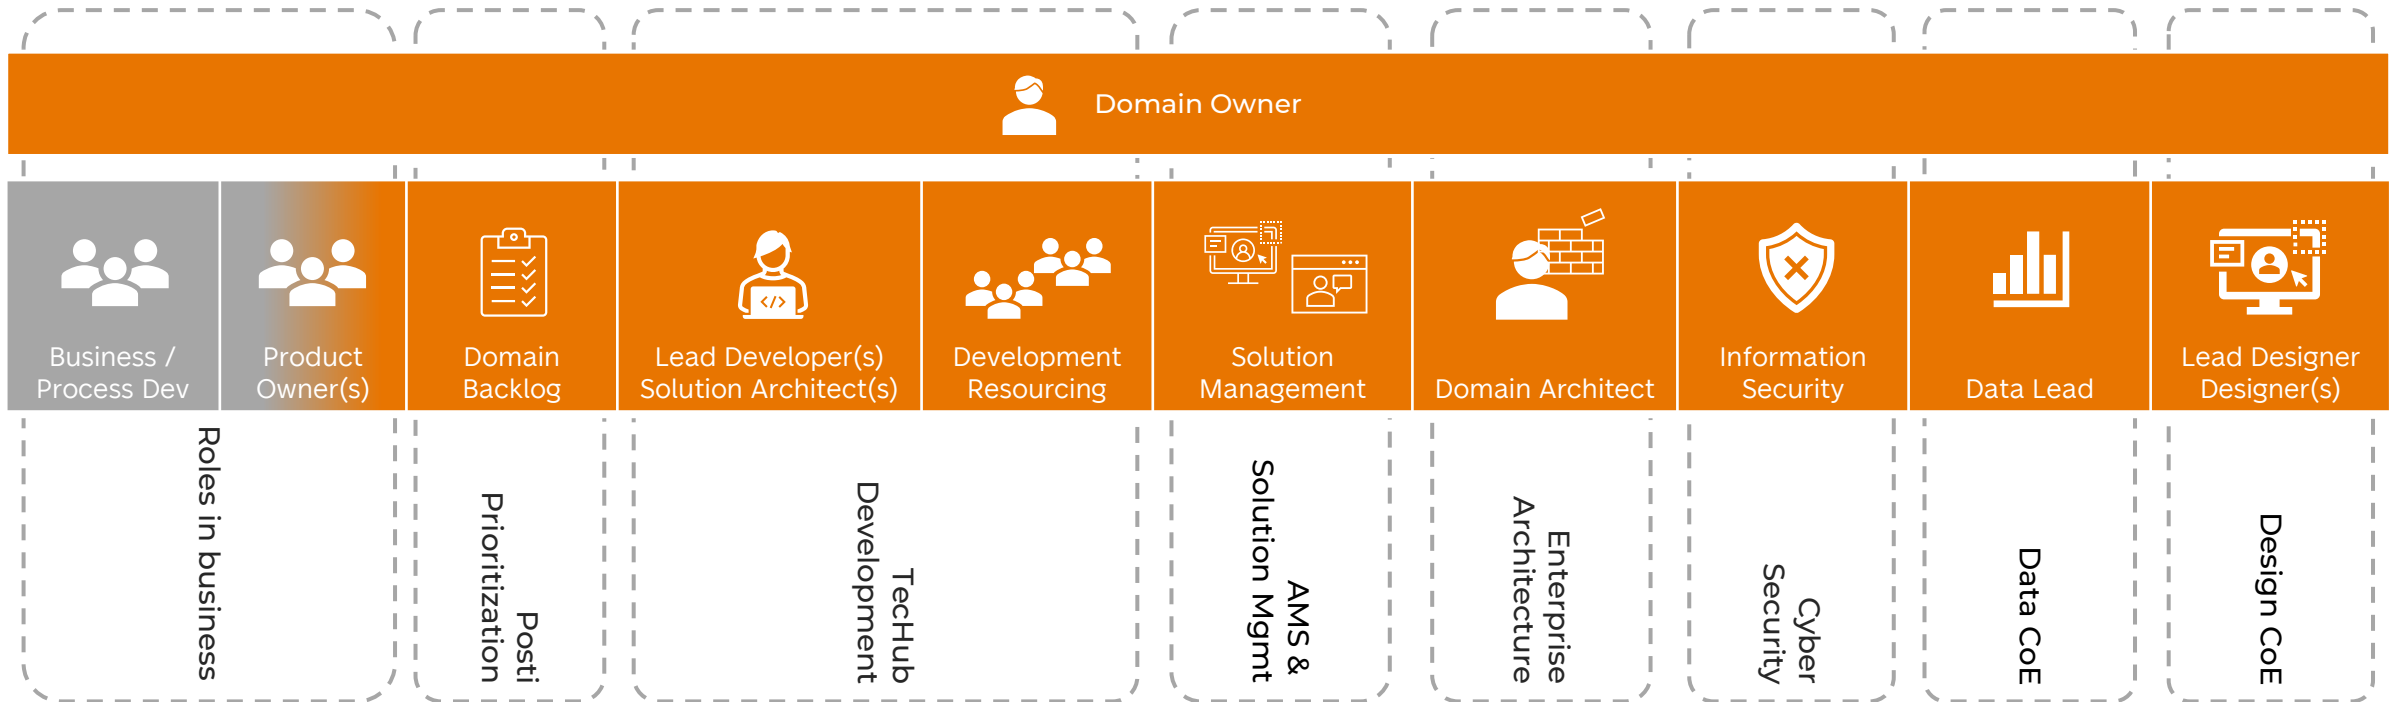 Domain Owner
Business /
Process Dev
Product
Owner(s)
Domain
Backlog
</>
Lead Developer(s)
Solution Architect(s)
Development
Resourcing
Solution
Management
Domain Architect
Information
Security
Data Lead
Lead Designer
Designer(s)
Roles in business
Posti
Prioritization
TecHub
Development
AMS &
Solution Mgmt
Enterprise
Architecture
Cyber
Security
Data CoE
Design CoE